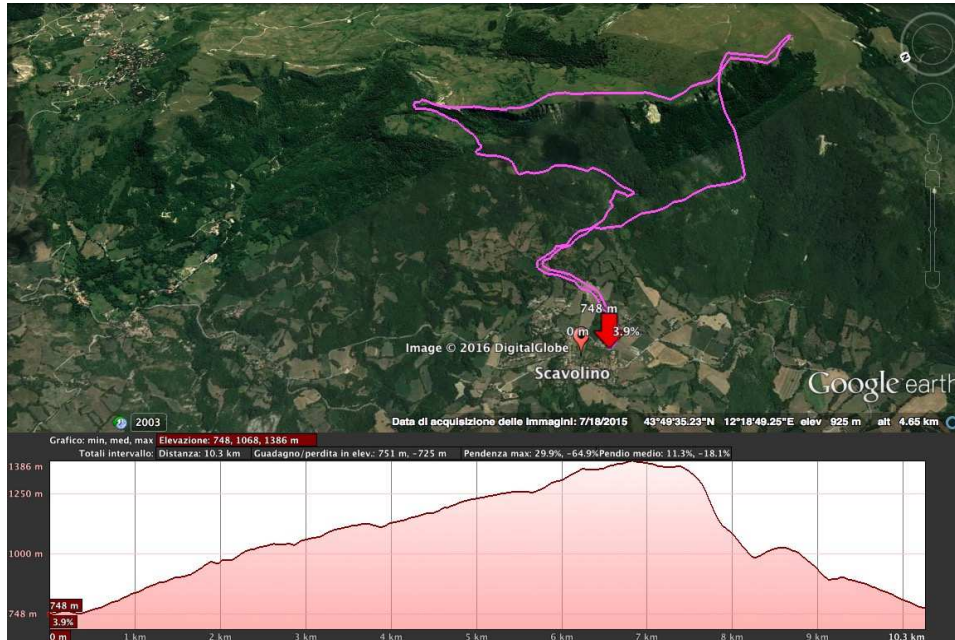 748 m
0 m 3.9%
Image © 2016 DigitalGlobe
Scavolino
Google earth
2003
Data di acquisizione delle immagini: 7/18/2015 43°49'35.23"N 12°18'49.25"E elev 925 m alt 4.65 km
Grafico: min, med, max Elevazione: 748, 1068, 1386 m
Totali intervallo: Distanza: 10.3 km Guadagno/perdita in elev.: 751 m, -725 m Pendenza max: 29.9%, -64.9% Pendio medio: 11.3%, -18.1%
1386 m
1250 m
1000 m
748 m
748 m
3.9%
0 m 1 km 2 km 3 km 4 km 5 km 6 km 7 km 8 km 9 km 10.3 km